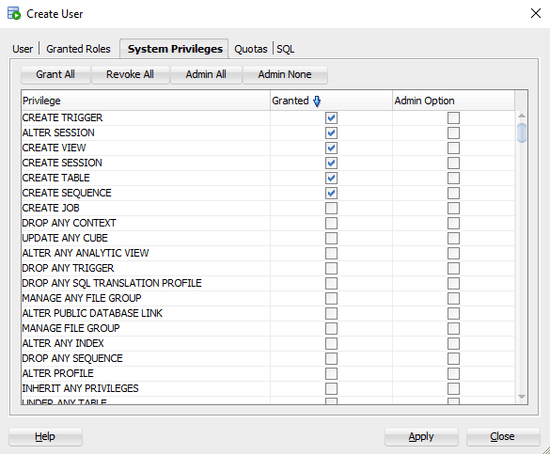 Create User
User Granted Roles System Privileges Quotas SQL
Grant All Revoke All Admin All Admin None
Privilege Granted Admin Option
CREATE TRIGGER
ALTER SESSION
CREATE VIEW
CREATE SESSION
CREATE TABLE
CREATE SEQUENCE
CREATE JOB
DROP ANY CONTEXT
UPDATE ANY CUBE
ALTER ANY ANALYTIC VIEW
DROP ANY TRIGGER
DROP ANY SQL TRANSLATION PROFILE
MANAGE ANY FILE GROUP
ALTER PUBLIC DATABASE LINK
MANAGE FILE GROUP
ALTER ANY INDEX
DROP ANY SEQUENCE
ALTER PROFILE
INHERIT ANY PRIVILEGES
UNDER ANY TABLE
Help Apply Close